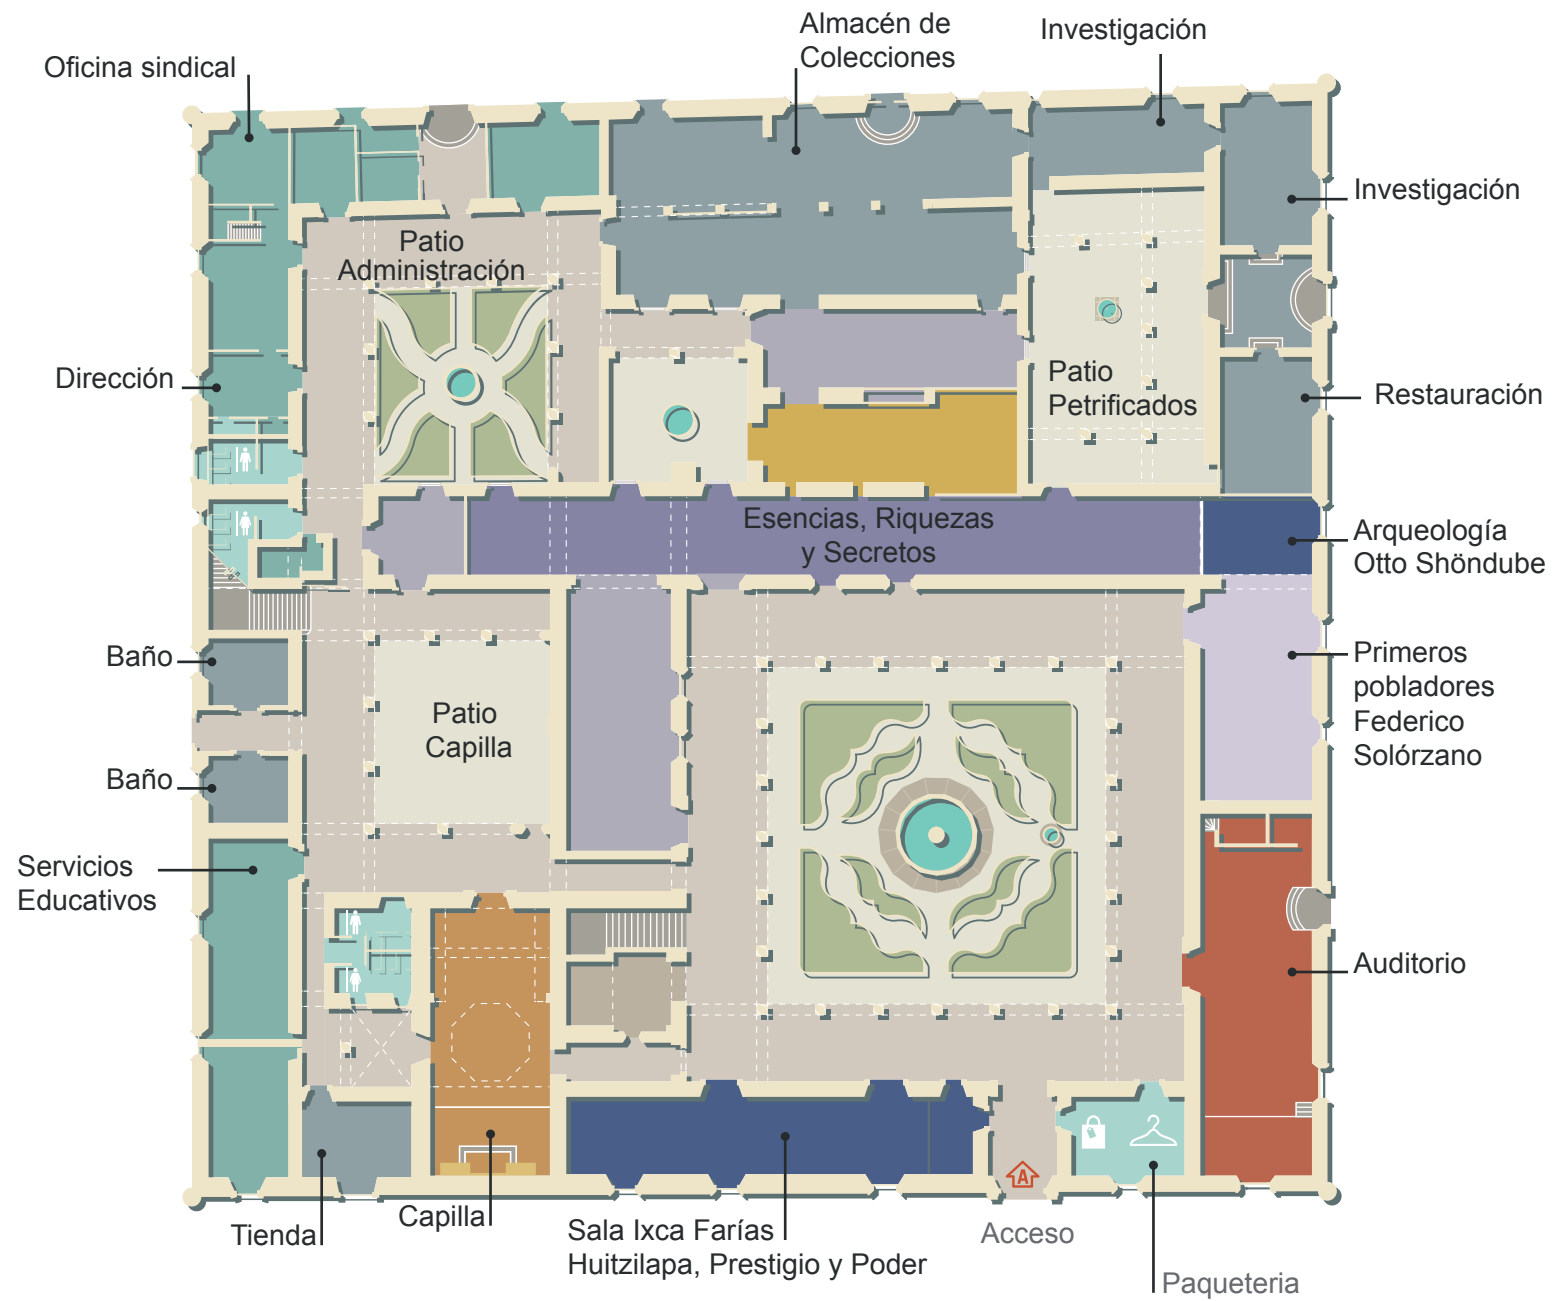 Almacén de
Colecciones
Investigación
Oficina sindical
Investigación
Patio
Administración
Dirección
Patio
Petrificados
Restauración
Esencias, Riquezas
y Secretos
Arqueología
Otto Shöndube
Baño
Primeros
pobladores
Federico
Solórzano
Patio
Capilla
Baño
Servicios
Educativos
Auditorio
A
Tienda
Capilla
Sala Ixca Farías
Huitzilapa, Prestigio y Poder
Acceso
Paqueteria